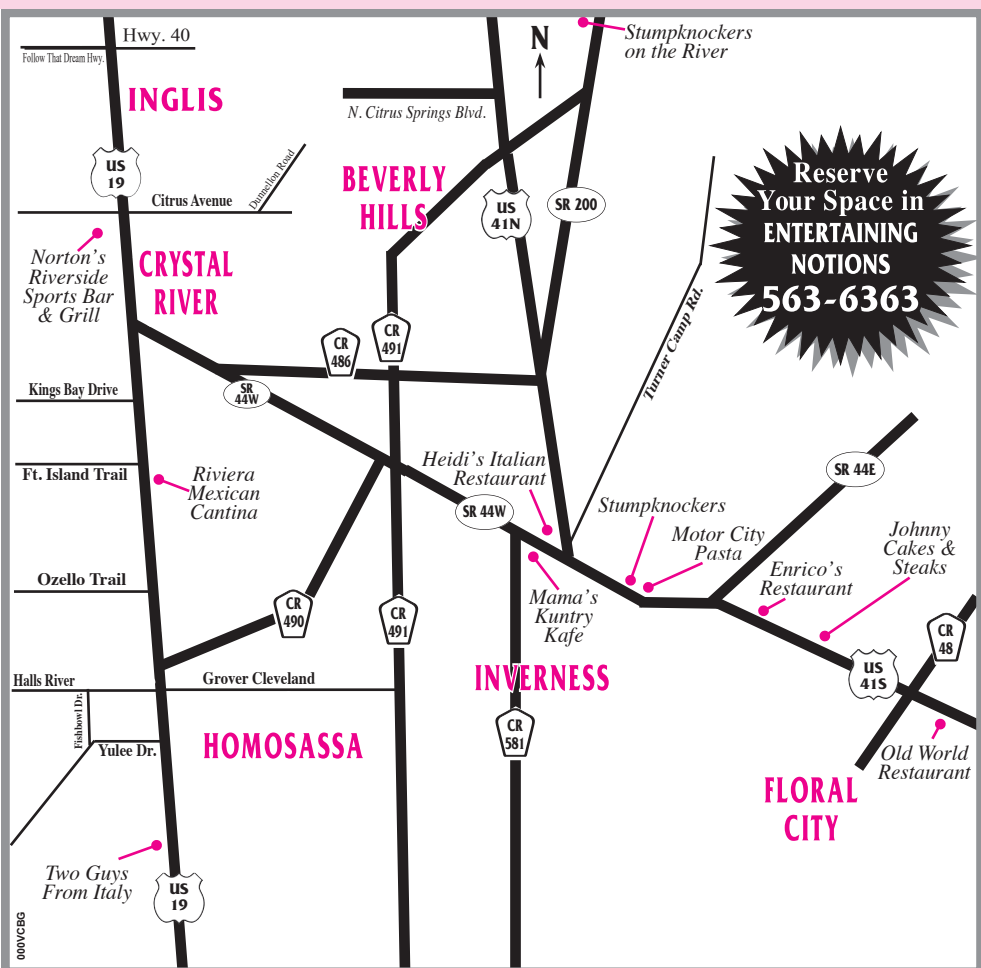 Hwy. 40
Follow That Dream Hwy.
INGLIS
N
Stumpknockers
on the River
N. Citrus Springs Blvd.
US
19
Citrus Avenue
Dunnellon Road
BEVERLY
HILLS
US
41N
SR 200
Reserve
Your Space in
ENTERTAINING
NOTIONS
563-6363
Norton's
Riverside
Sports Bar
& Grill
CRYSTAL
RIVER
CR
491
CR
486
Turner Camp Rd.
SR
44W
Kings Bay Drive
Ft. Island Trail
Riviera
Mexican
Cantina
Heidi's Italian
Restaurant
SR 44W
Stumpknockers
SR 44E
Motor City
Pasta
Johnny
Cakes &
Steaks
Enrico's
Restaurant
Ozello Trail
CR
490
CR
491
Mama's
Kuntry
Kafe
CR
48
INVERNESS
US
41S
Halls River
Grover Cleveland
Fishbowl Dr.
Yulee Dr.
HOMOSASSA
CR
581
Old World
Restaurant
FLORAL
CITY
Two Guys
From Italy
US
19
000VCBG